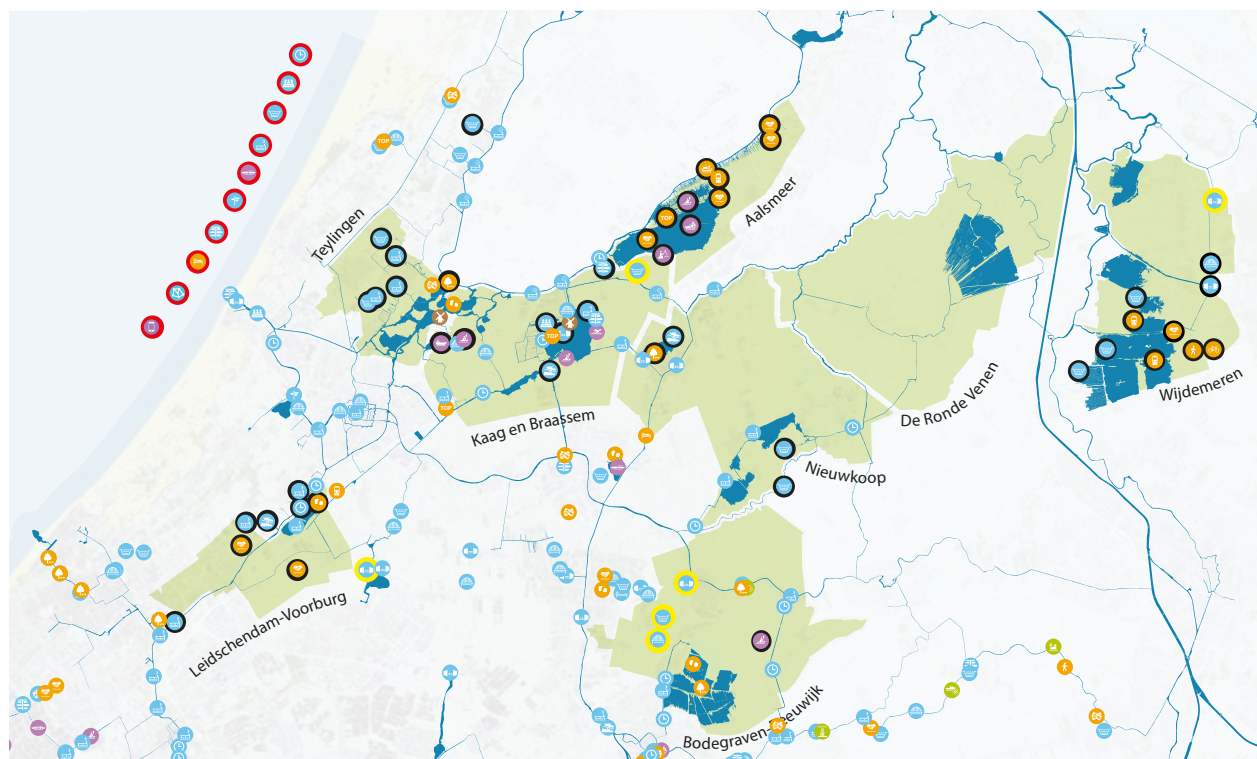 TOP
TOP
Aalsmeer
Teylingen
TOP
TOP
De Ronde Venen
Wijdemeren
Kaag en Braassem
Nieuwkoop
Leidschendam-Voorburg
Bodegraven-Reeuwijk